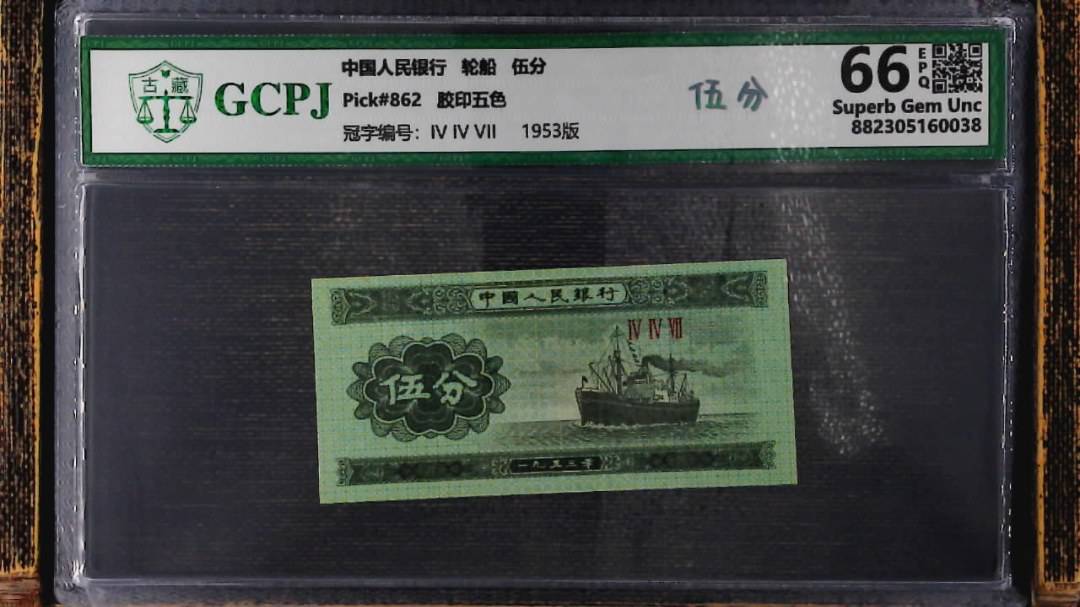 中国人民银行 轮船 伍分
古藏
GCPJ
Pick#862 胶印五色
冠字编号: IV IV VII 1953版
伍分
66 EPQ
Superb Gem Unc
882305160038
中國人民銀行
IV IV VII
伍分
一九五三年